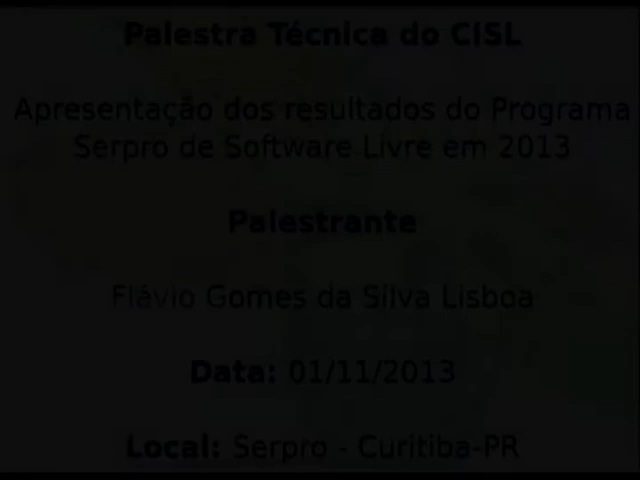 Palestra Técnica do CISL
Apresentação dos resultados do Programa
Serpro de Software Livre em 2013
Palestrante
Flávio Gomes da Silva Lisboa
Data: 01/11/2013
Local: Serpro - Curitiba-PR